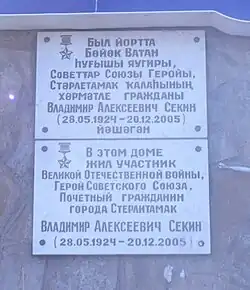 Был йортта
Бөйөк Ватан
һуғышы яугиры,
Советтар Союзы Геройы,
Стәрлетамаҡ ҡалаһының
хөрмәтле гражданы
Владимир Алексеевич Секин
(28.05.1924 – 20.12.2005)
йәшәгән
В этом доме
жил участник
Великой Отечественной войны,
Герой Советского Союза,
Почетный гражданин
города Стерлитамак
Владимир Алексеевич Секин
(28.05.1924 – 20.12.2005)